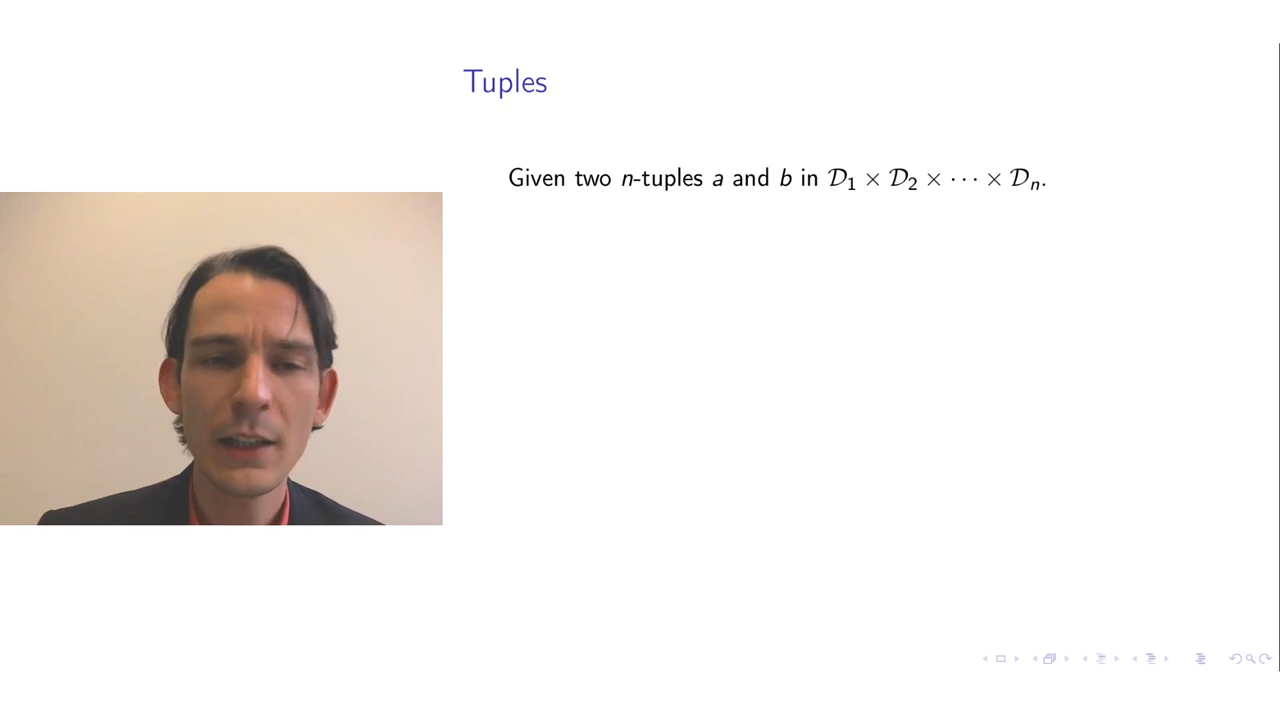 Tuples
Given two n-tuples a and b in 𝒟₁ × 𝒟₂ × ⋯ × 𝒟ₙ.